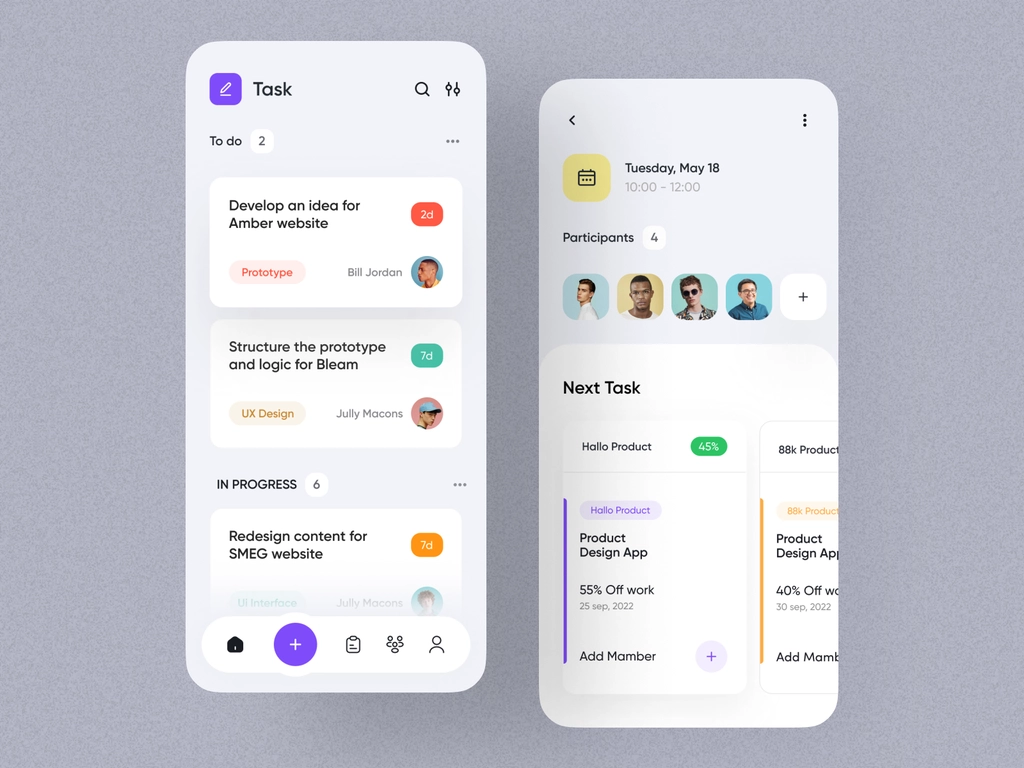 Task
To do 2
Develop an idea for
Amber website
2d
Prototype
Bill Jordan
Structure the prototype
and logic for Bleam
7d
UX Design
Jully Macons
IN PROGRESS 6
Redesign content for
SMEG website
7d
Ui Interface
Jully Macons
Tuesday, May 18
10:00 - 12:00
Participants 4
Next Task
Hallo Product
45%
Hallo Product
Product
Design App
55% Off work
25 sep, 2022
Add Mamber
88k Product
88k Product
Product
Design App
40% Off wo
30 sep, 2022
Add Mamb